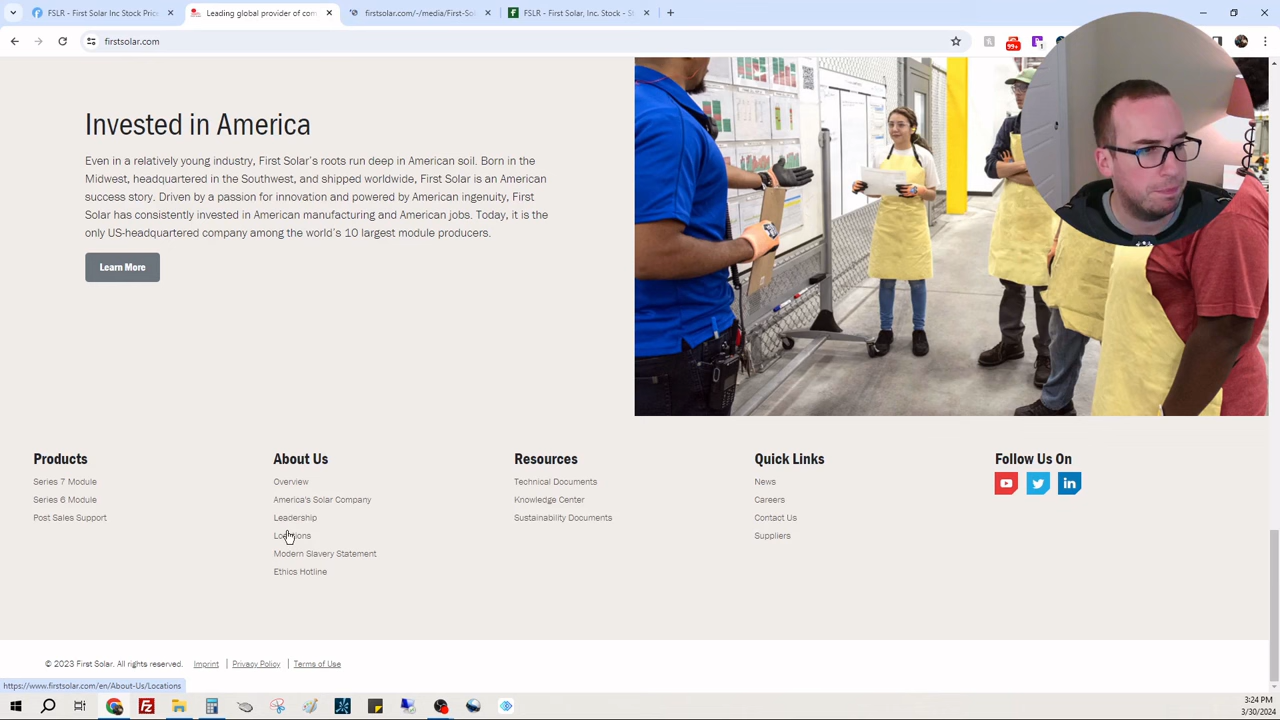 FSLR - First Solar Inc Stock Pric
Leading global provider of com
firstsolar.com/-/media/First-Sol
FSLR - First Solar, Inc. Stock - St
firstsolar.com
99+
1
Invested in America
Even in a relatively young industry, First Solar's roots run deep in American soil. Born in the
Midwest, headquartered in the Southwest, and shipped worldwide, First Solar is an American
success story. Driven by a passion for innovation and powered by American ingenuity, First
Solar has consistently invested in American manufacturing and American jobs. Today, it is the
only US-headquartered company among the world's 10 largest module producers.
Learn More
Products
Series 7 Module
Series 6 Module
Post Sales Support
About Us
Overview
America's Solar Company
Leadership
Locations
Modern Slavery Statement
Ethics Hotline
Resources
Technical Documents
Knowledge Center
Sustainability Documents
Quick Links
News
Careers
Contact Us
Suppliers
Follow Us On
© 2023 First Solar. All rights reserved. Imprint | Privacy Policy | Terms of Use
https://www.firstsolar.com/en/About-Us/Locations
3:24 PM
3/30/2024